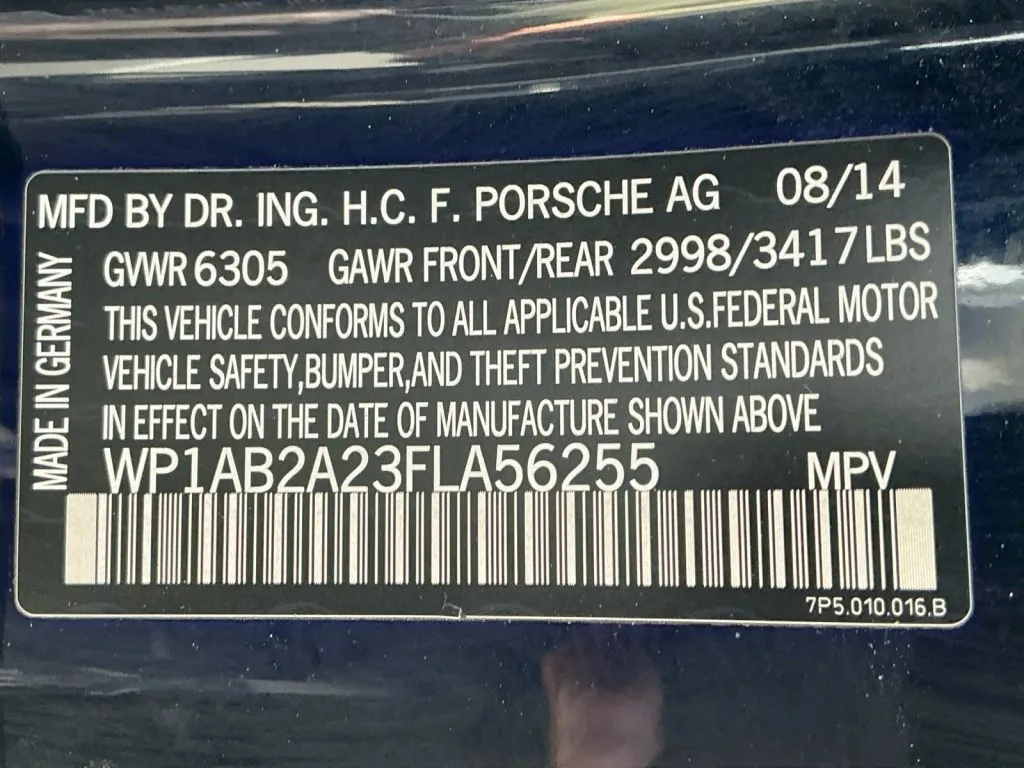 MFD BY DR. ING. H.C. F. PORSCHE AG 08/14
GVWR 6305 GAWR FRONT/REAR 2998/3417 LBS
THIS VEHICLE CONFORMS TO ALL APPLICABLE U.S.FEDERAL MOTOR
VEHICLE SAFETY,BUMPER,AND THEFT PREVENTION STANDARDS
IN EFFECT ON THE DATE OF MANUFACTURE SHOWN ABOVE
WP1AB2A23FLA56255 MPV
MADE IN GERMANY
7P5.010.016.B